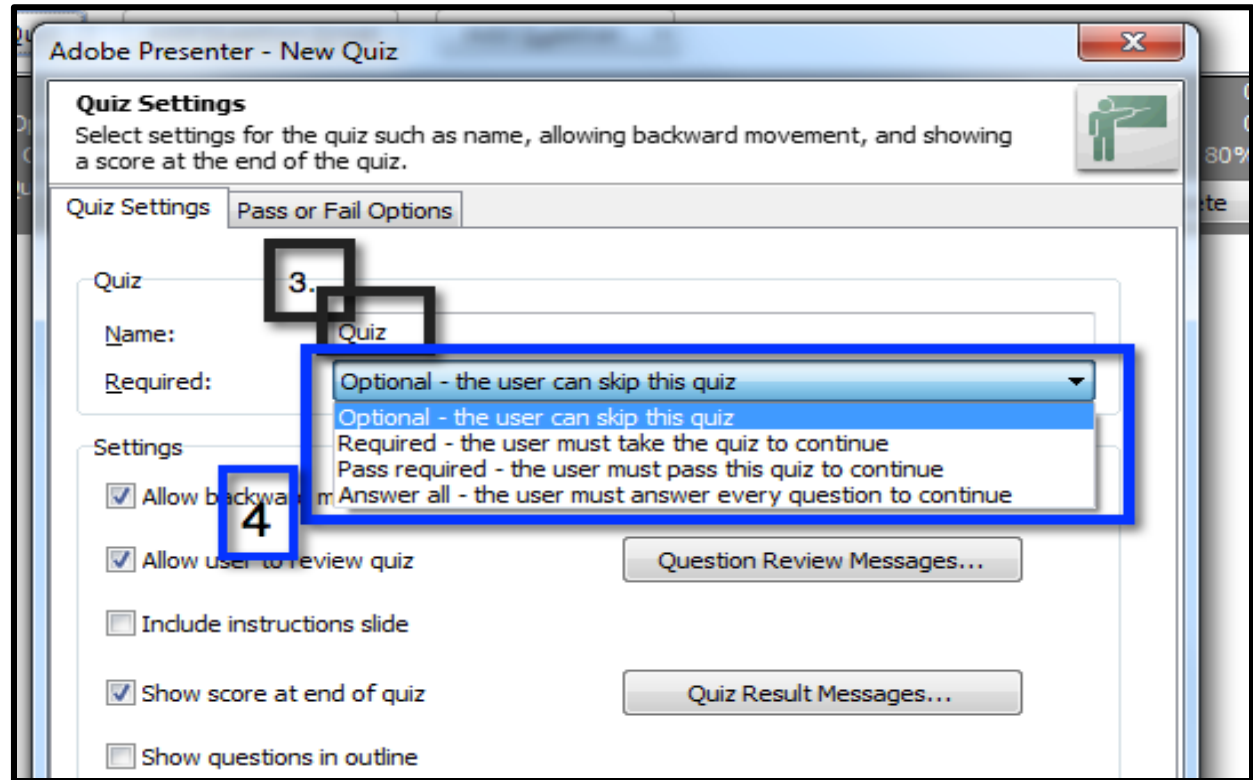 Adobe Presenter - New Quiz
Quiz Settings
Select settings for the quiz such as name, allowing backward movement, and showing
a score at the end of the quiz.
80%
Quiz Settings Pass or Fail Options
Quiz 3.
Name: Quiz
Required: Optional - the user can skip this quiz
Optional - the user can skip this quiz
Required - the user must take the quiz to continue
Settings
Pass required - the user must pass this quiz to continue
Allow backward m Answer all - the user must answer every question to continue
4
Allow user to review quiz Question Review Messages...
Include instructions slide
Show score at end of quiz Quiz Result Messages...
Show questions in outline